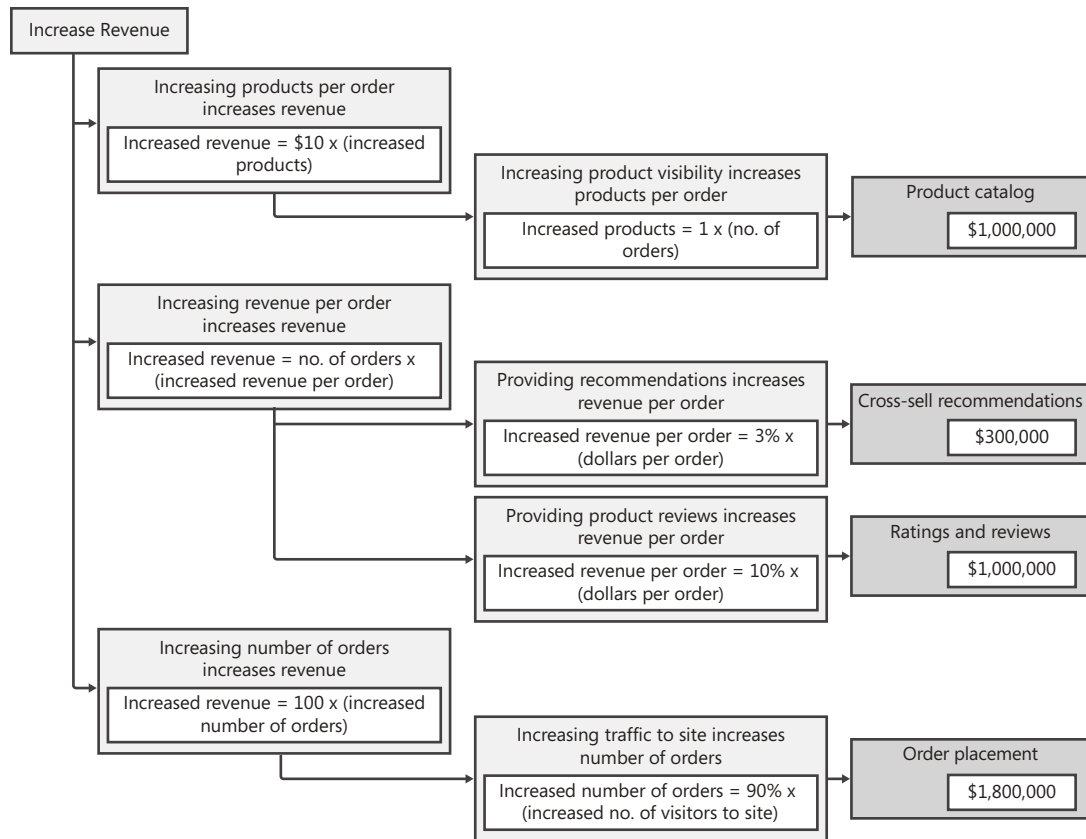 Increase Revenue
Increasing products per order
increases revenue
Increased revenue = $10 x (increased
products)
Increasing product visibility increases
products per order
Increased products = 1 x (no. of
orders)
Product catalog
$1,000,000
Increasing revenue per order
increases revenue
Increased revenue = no. of orders x
(increased revenue per order)
Providing recommendations increases
revenue per order
Increased revenue per order = 3% x
(dollars per order)
Cross-sell recommendations
$300,000
Providing product reviews increases
revenue per order
Increased revenue per order = 10% x
(dollars per order)
Ratings and reviews
$1,000,000
Increasing number of orders
increases revenue
Increased revenue = 100 x (increased
number of orders)
Increasing traffic to site increases
number of orders
Increased number of orders = 90% x
(increased no. of visitors to site)
Order placement
$1,800,000